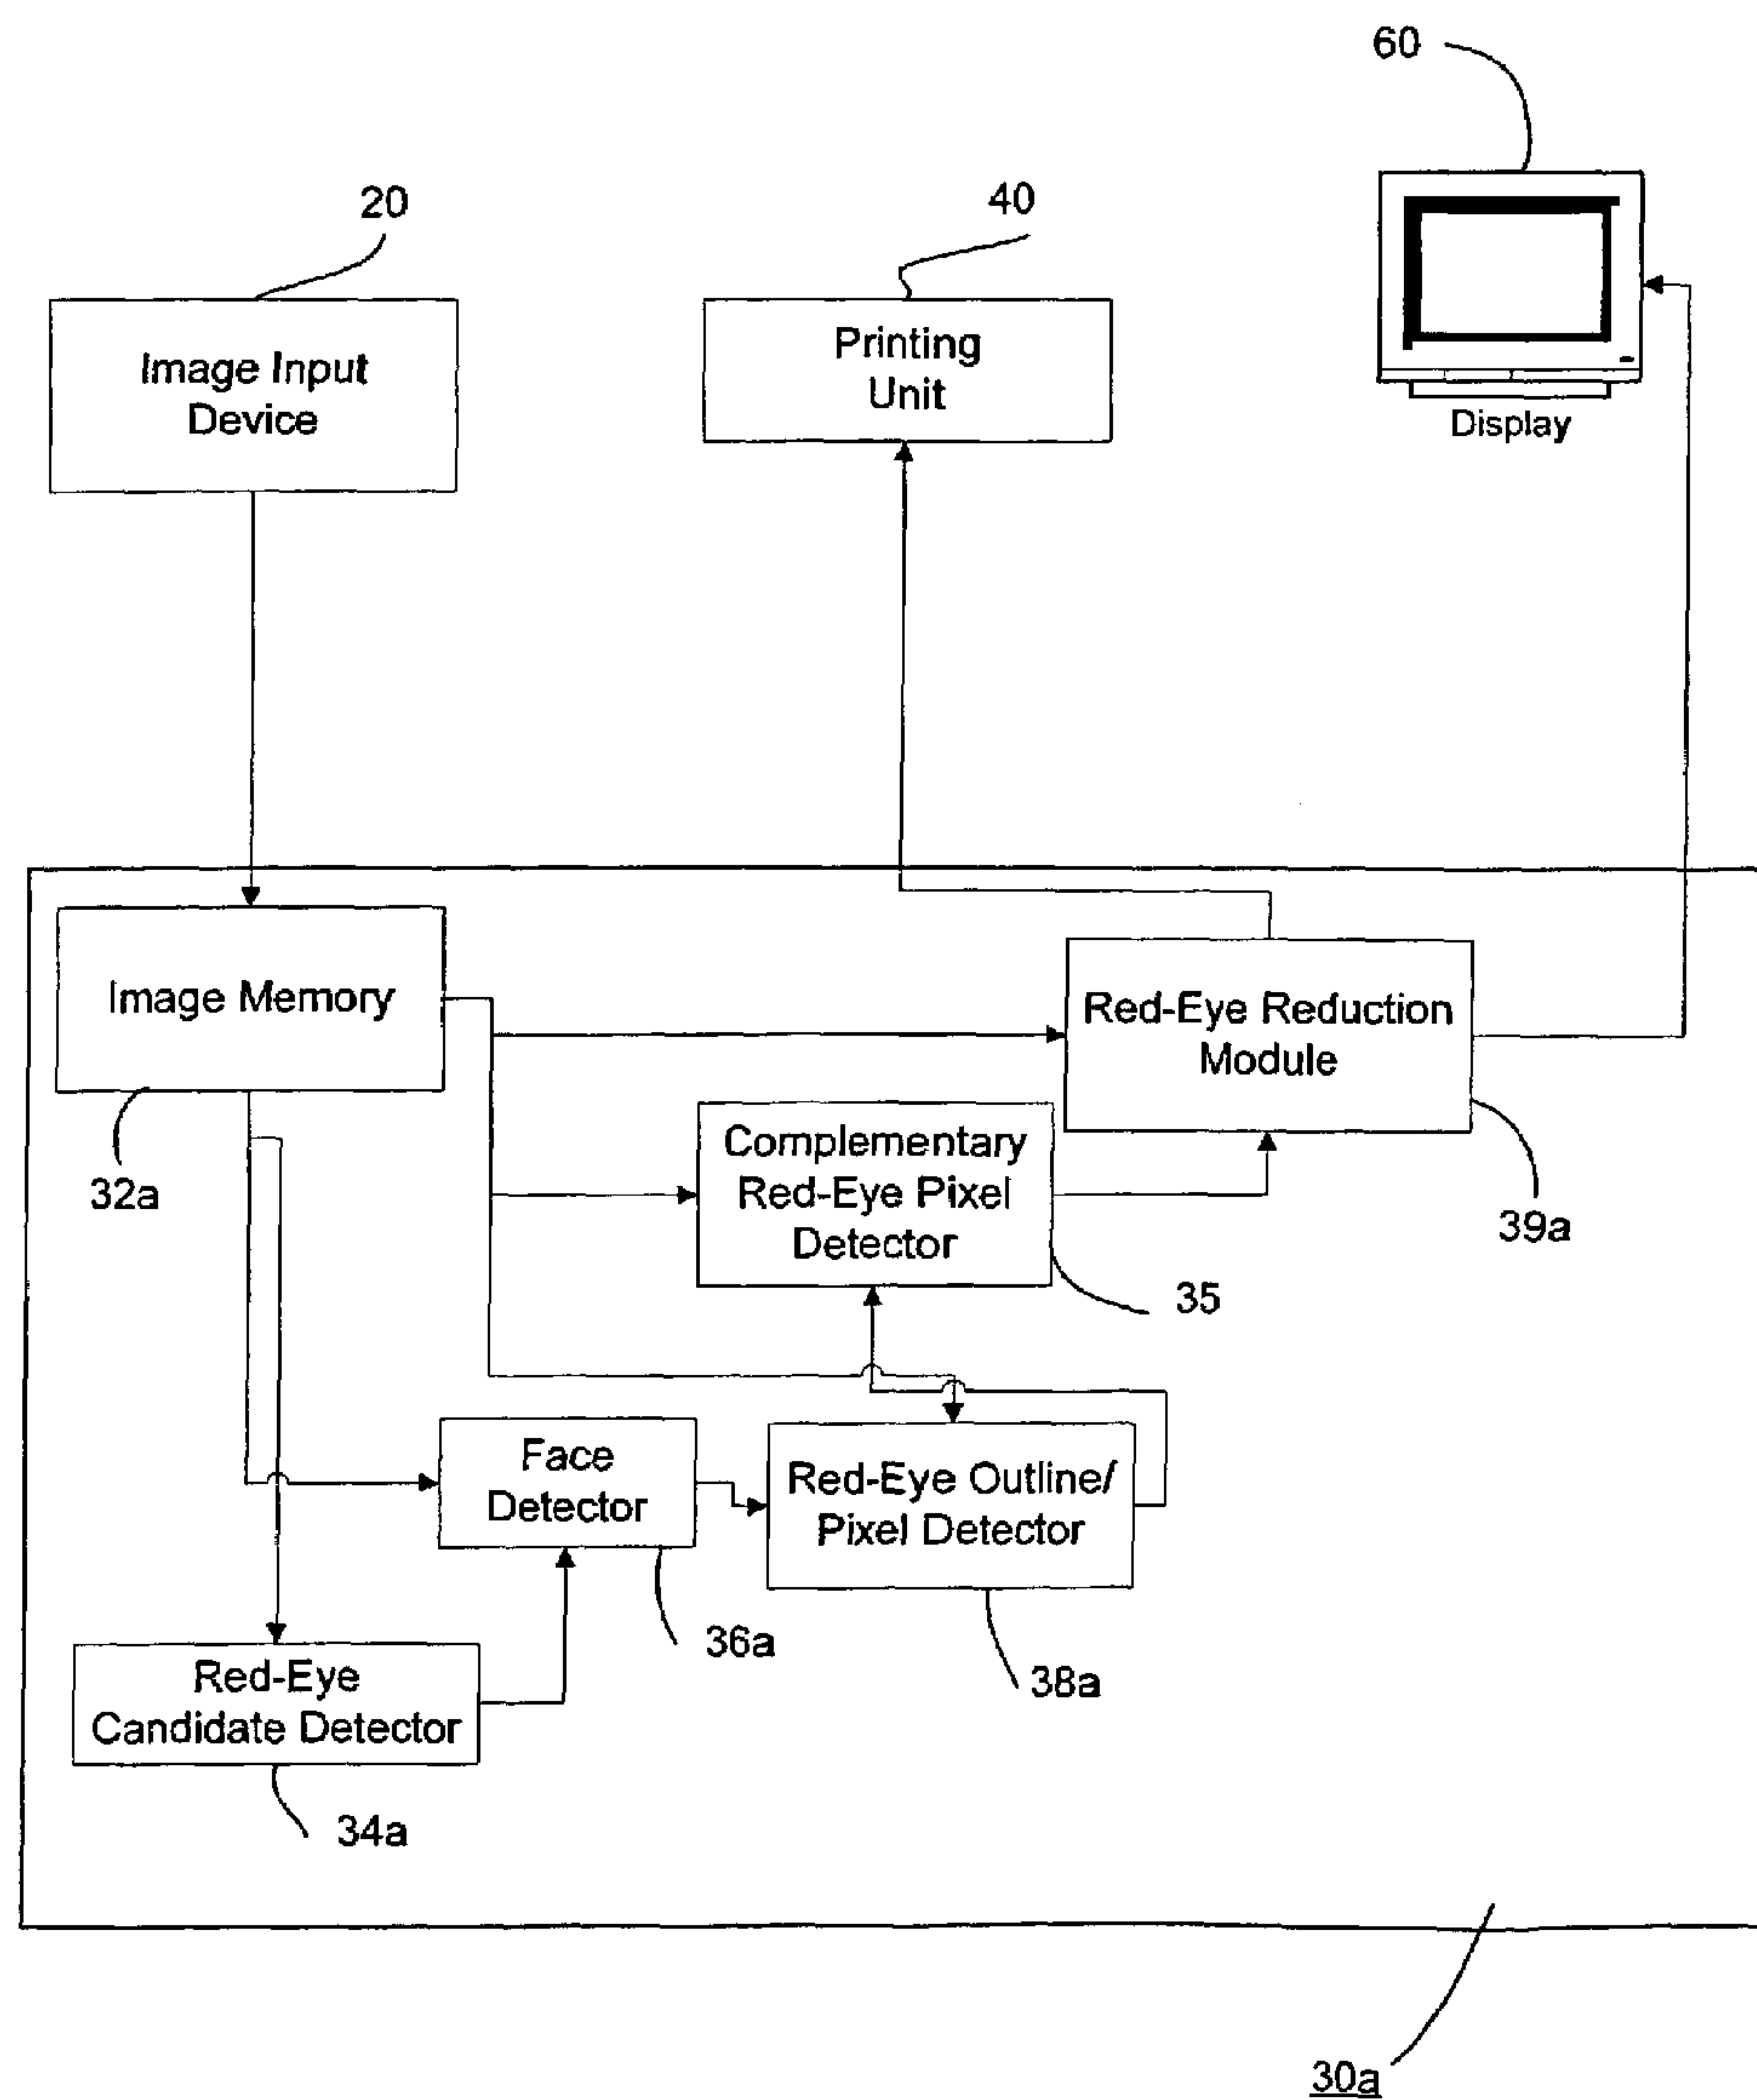 60
20
40
Image Input
Device
Printing
Unit
Display
Image Memory
Red-Eye Reduction
Module
32a
Complementary
Red-Eye Pixel
Detector
39a
35
Face
Detector
Red-Eye Outline/
Pixel Detector
36a
38a
Red-Eye
Candidate Detector
34a
30a